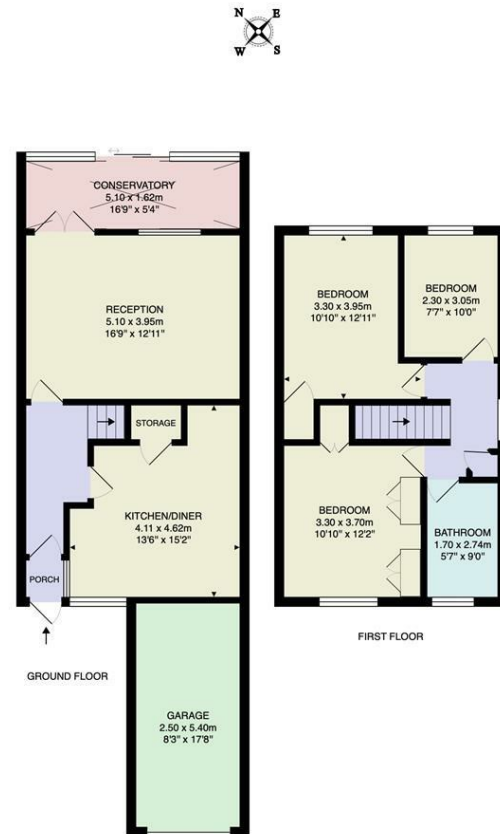 N E
W S
CONSERVATORY
5.10 x 1.62m
16'9" x 5'4"
RECEPTION
5.10 x 3.95m
16'9" x 12'11"
STORAGE
KITCHEN/DINER
4.11 x 4.62m
13'6" x 15'2"
PORCH
GROUND FLOOR
GARAGE
2.50 x 5.40m
8'3" x 17'8"
BEDROOM
3.30 x 3.95m
10'10" x 12'11"
BEDROOM
2.30 x 3.05m
7'7" x 10'0"
BEDROOM
3.30 x 3.70m
10'10" x 12'2"
BATHROOM
1.70 x 2.74m
5'7" x 9'0"
FIRST FLOOR